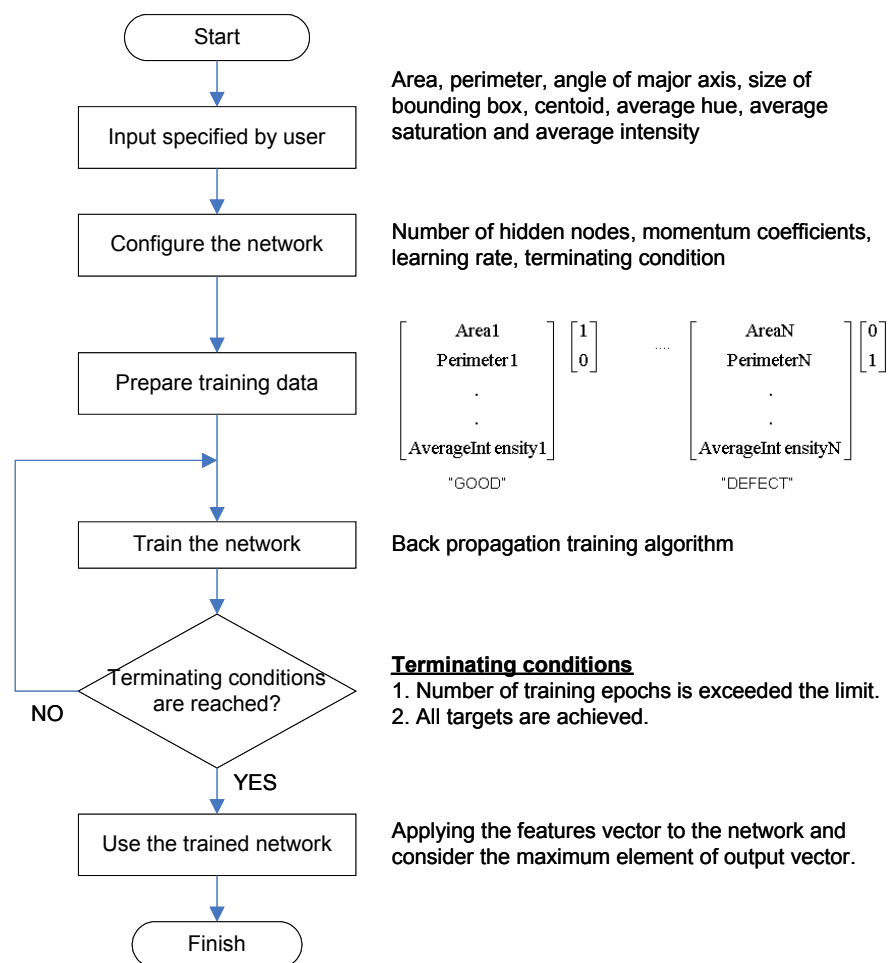 Start
Area, perimeter, angle of major axis, size of
bounding box, centoid, average hue, average
saturation and average intensity
Input specified by user
Configure the network
Number of hidden nodes, momentum coefficients,
learning rate, terminating condition
Prepare training data
Area1
Perimeter1
.
.
AverageInt ensity1
1
0
"GOOD"
....
AreaN
PerimeterN
.
.
AverageInt ensityN
0
1
"DEFECT"
Train the network
Back propagation training algorithm
Terminating conditions
are reached?
NO
YES
Terminating conditions
1. Number of training epochs is exceeded the limit.
2. All targets are achieved.
Use the trained network
Applying the features vector to the network and
consider the maximum element of output vector.
Finish